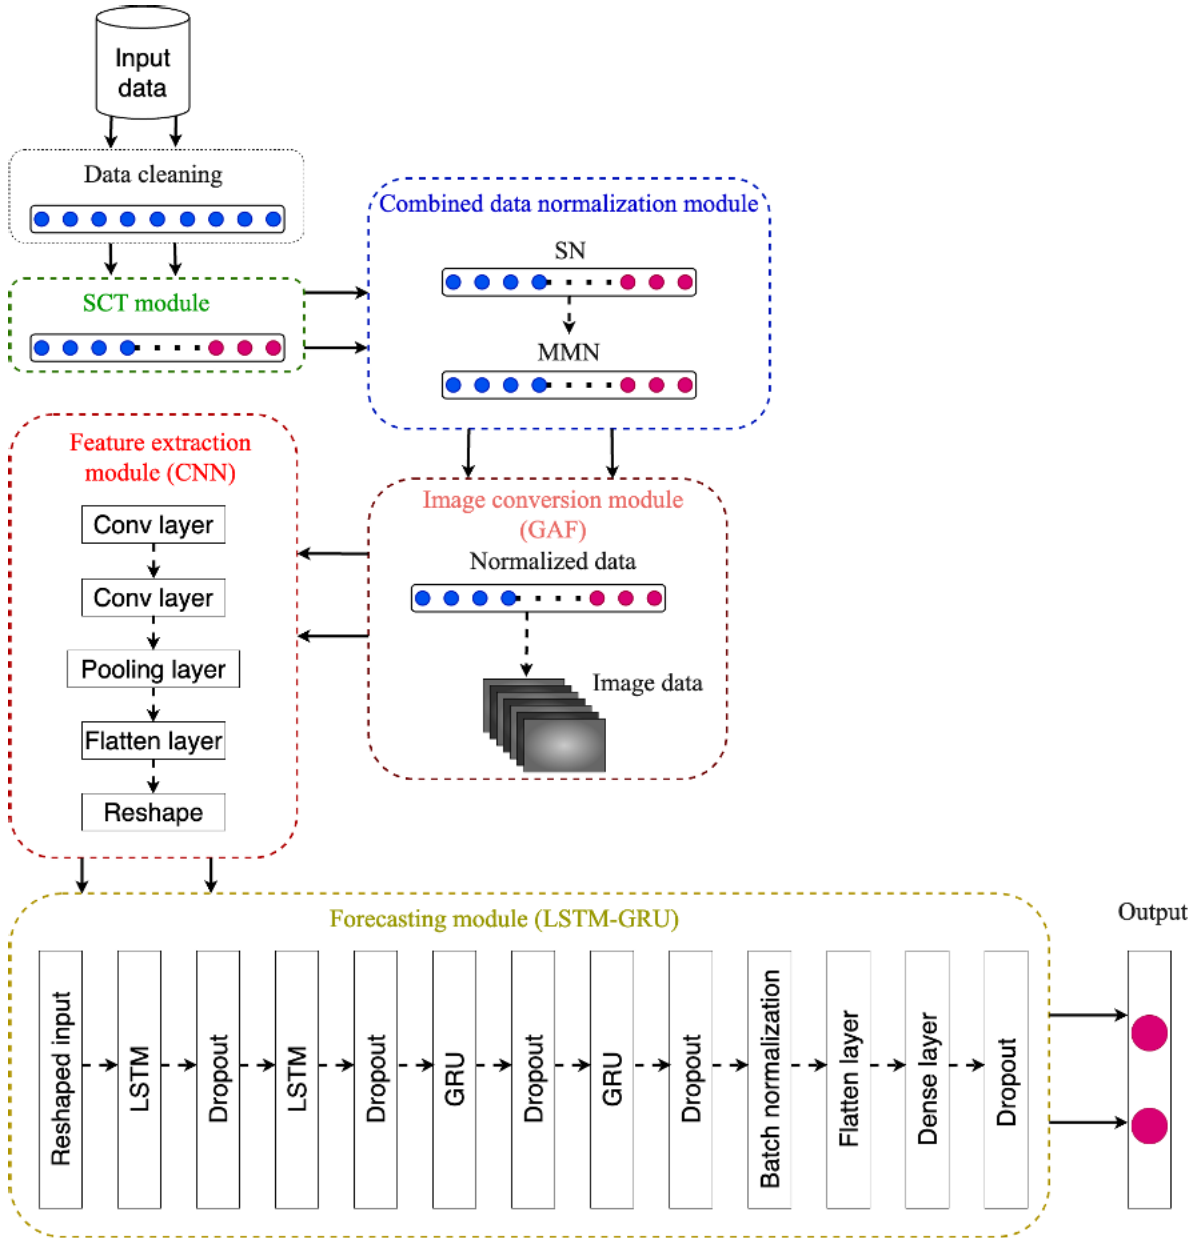 Input
data
Data cleaning
SCT module
Combined data normalization module
SN
MMN
Image conversion module
(GAF)
Normalized data
Image data
Feature extraction
module (CNN)
Conv layer
Conv layer
Pooling layer
Flatten layer
Reshape
Forecasting module (LSTM-GRU)
Reshaped input
LSTM
Dropout
LSTM
Dropout
GRU
Dropout
GRU
Dropout
Batch normalization
Flatten layer
Dense layer
Dropout
Output